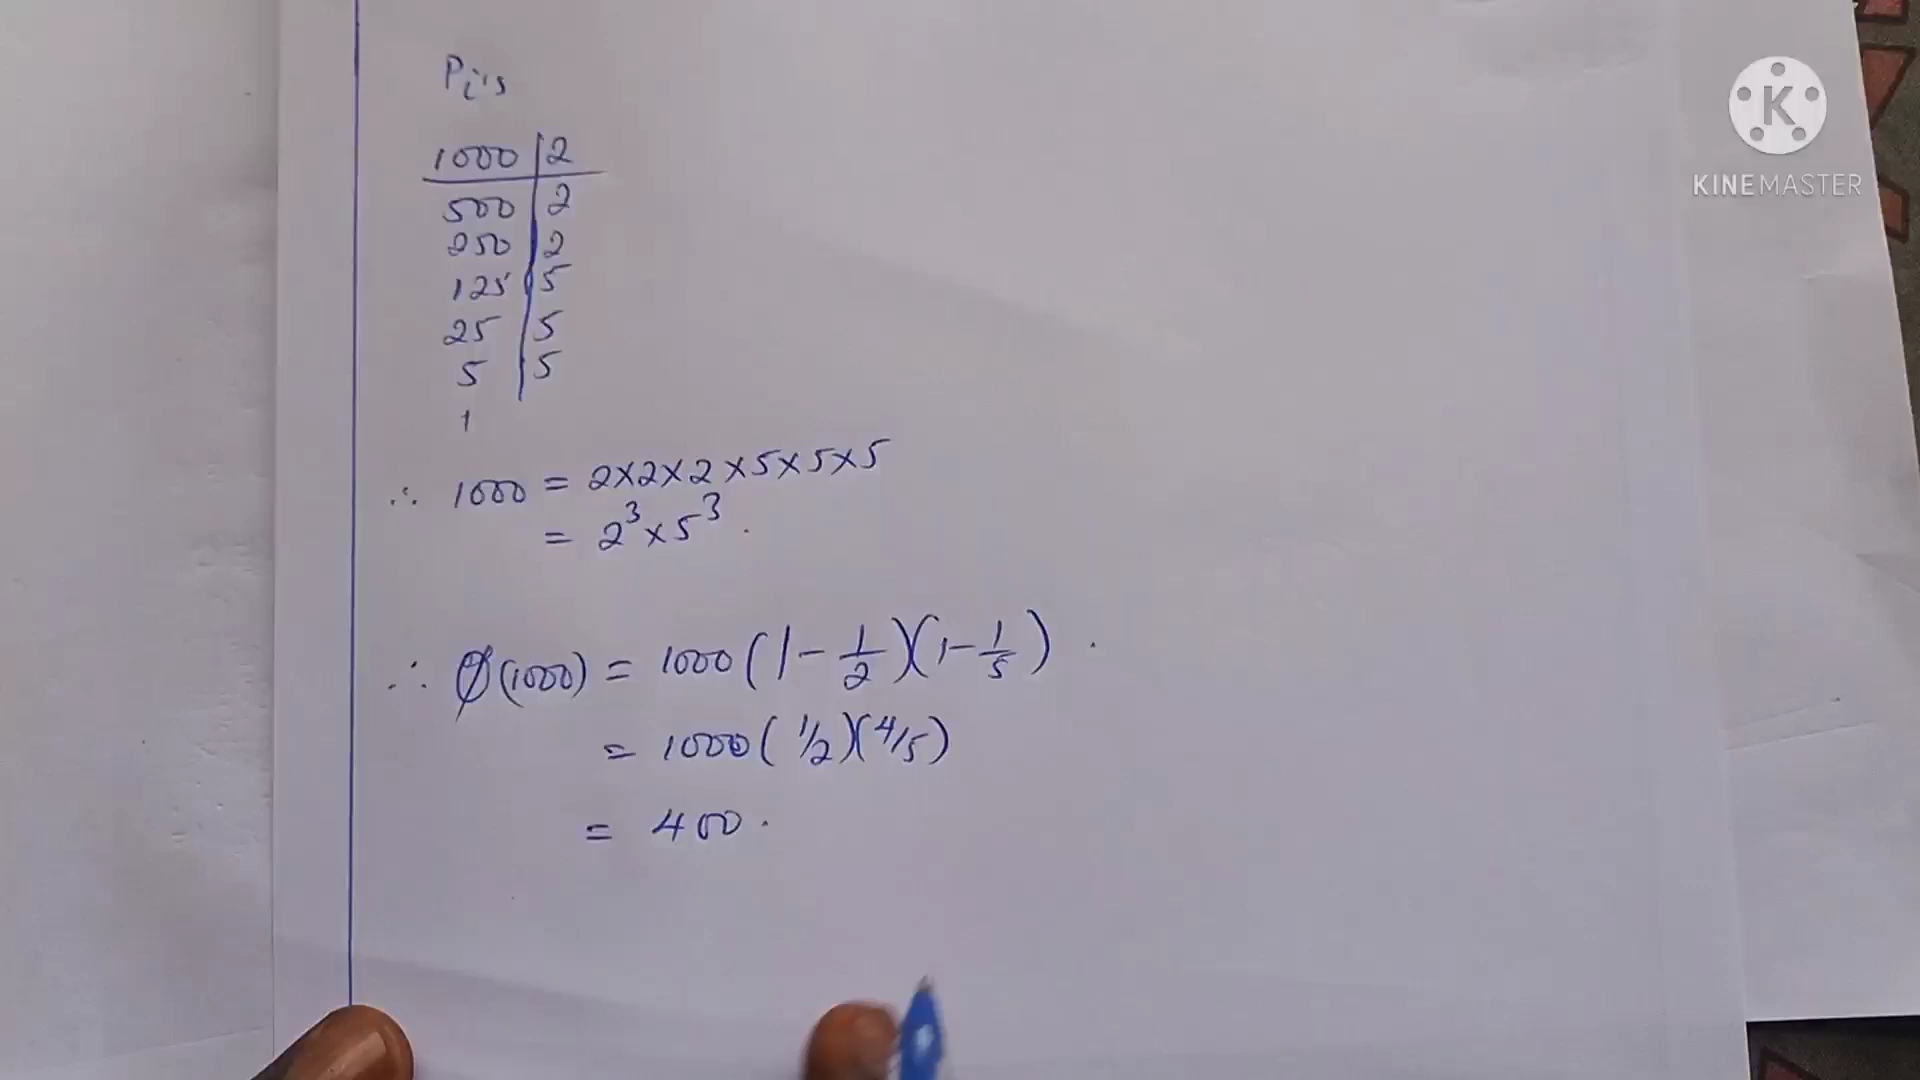 Pi's
1000 | 2
500 | 2
250 | 2
125 | 5
25 | 5
5 | 5
1
∴ 1000 = 2×2×2×5×5×5
= 2³×5³.
∴ Ø(1000) = 1000(1-1/2)(1-1/5).
= 1000(1/2)(4/5)
= 400.
K
KINEMASTER